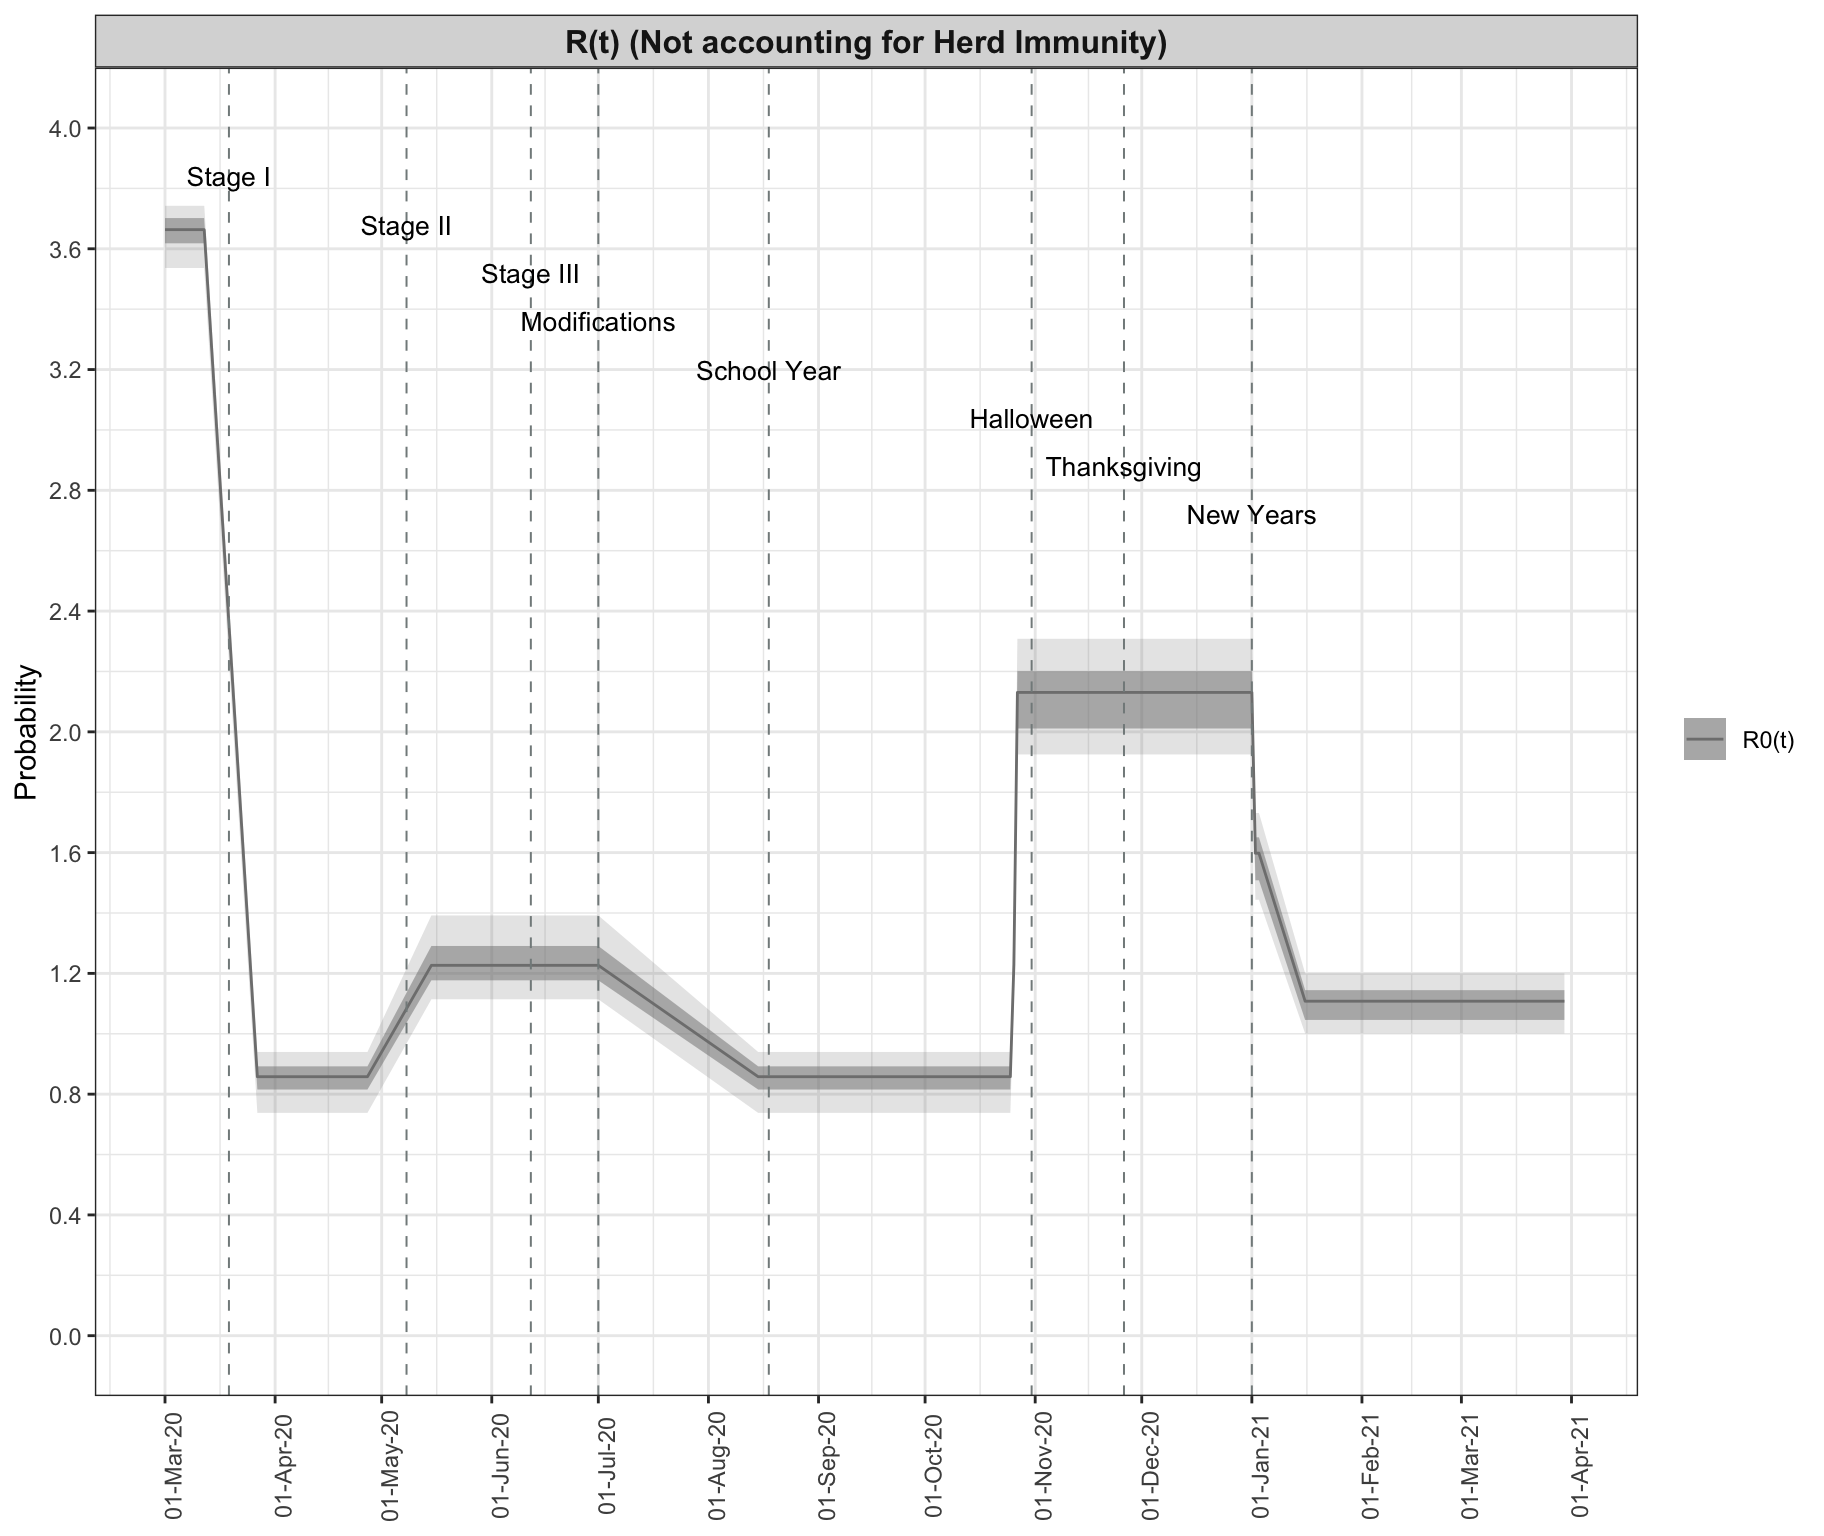 R(t) (Not accounting for Herd Immunity)
4.0
3.6
3.2
2.8
2.4
2.0
1.6
1.2
0.8
0.4
0.0
Probability
Stage I
Stage II
Stage III
Modifications
School Year
Halloween
Thanksgiving
New Years
R0(t)
01-Mar-20
01-Apr-20
01-May-20
01-Jun-20
01-Jul-20
01-Aug-20
01-Sep-20
01-Oct-20
01-Nov-20
01-Dec-20
01-Jan-21
01-Feb-21
01-Mar-21
01-Apr-21